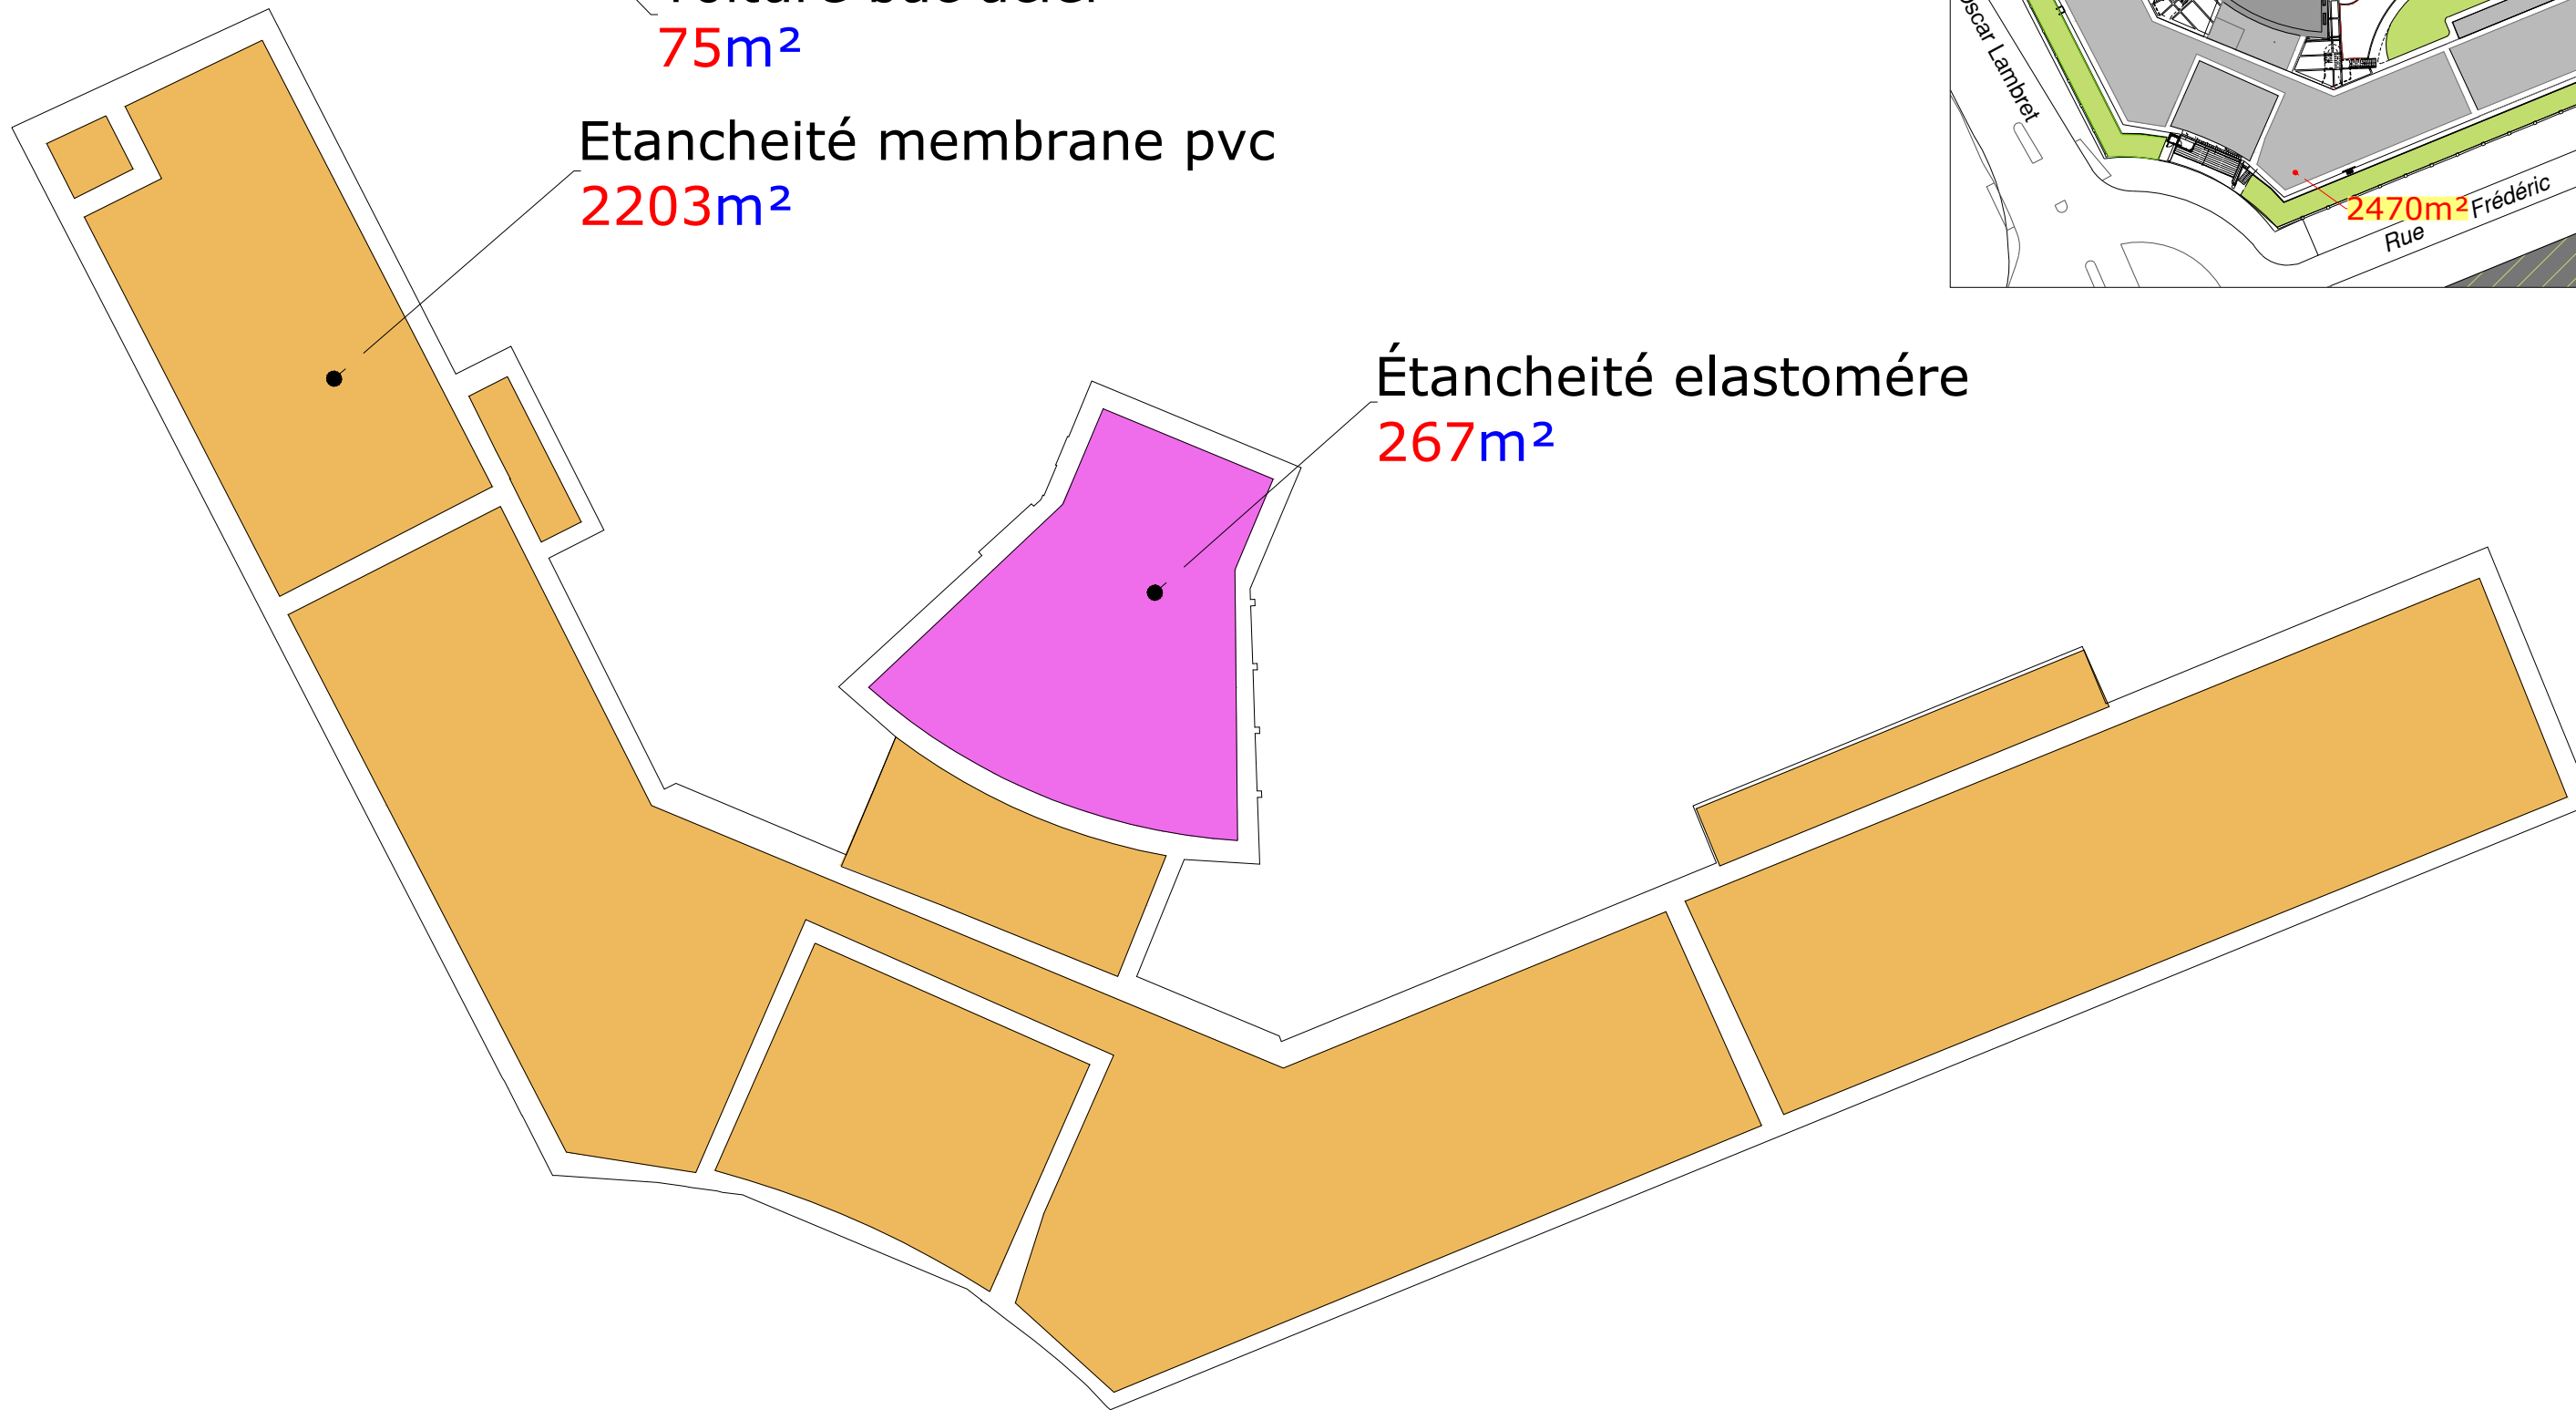 75m²
Etancheité membrane pvc
2203m²
Étancheité elastomére
267m²
Lambret
2470m²
Rue Frédéric